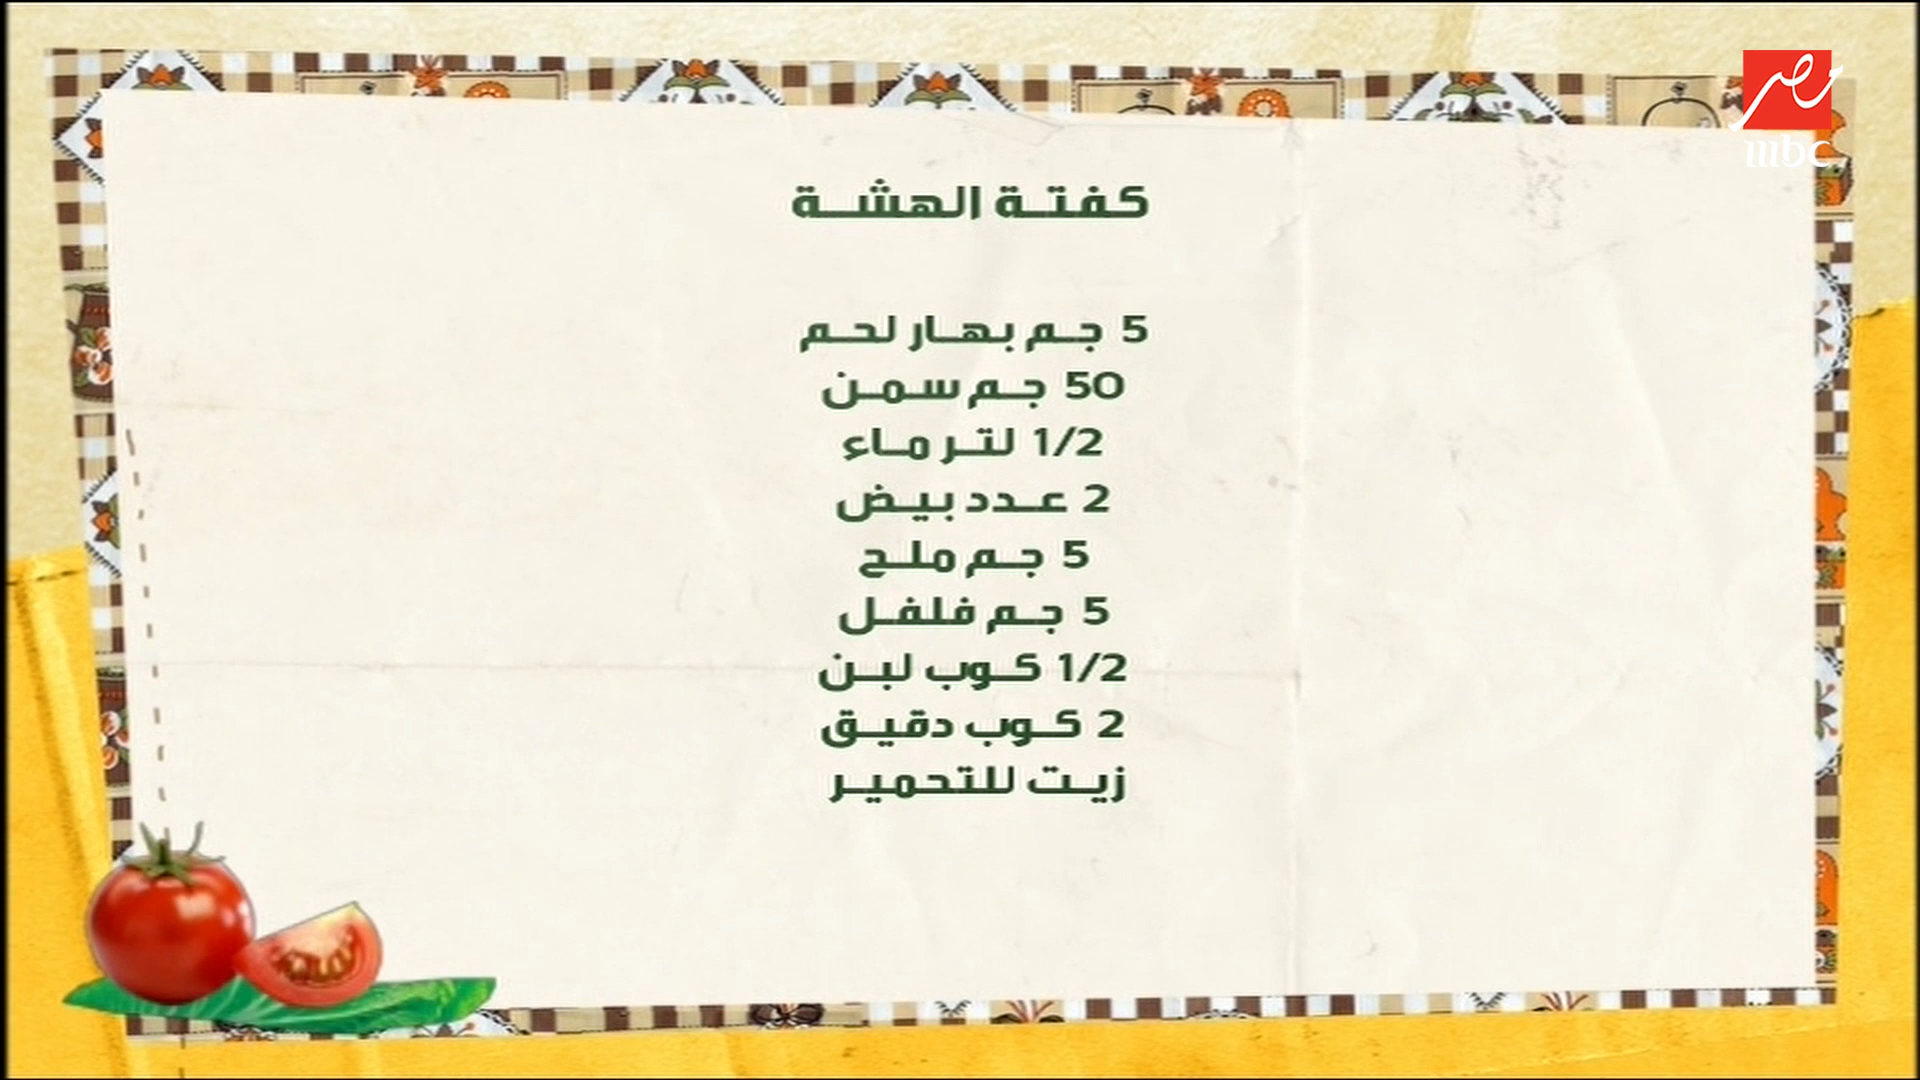 مصر
mbc
كفتة الهشة
5 جم بهار لحم
50 جم سمن
1/2 لتر ماء
2 عدد بيض
5 جم ملح
5 جم فلفل
1/2 كوب لبن
2 كوب دقيق
زيت للتحمير